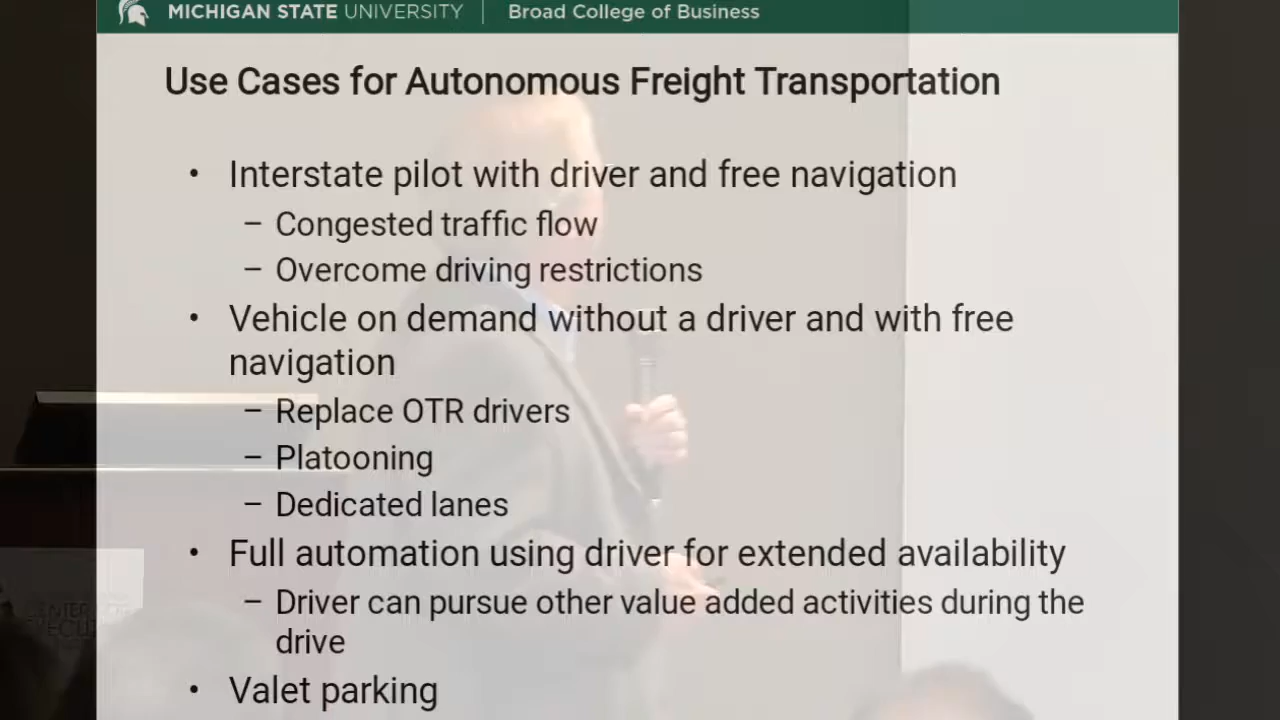 MICHIGAN STATE UNIVERSITY | Broad College of Business
Use Cases for Autonomous Freight Transportation
• Interstate pilot with driver and free navigation
– Congested traffic flow
– Overcome driving restrictions
• Vehicle on demand without a driver and with free
navigation
– Replace OTR drivers
– Platooning
– Dedicated lanes
• Full automation using driver for extended availability
– Driver can pursue other value added activities during the
drive
• Valet parking